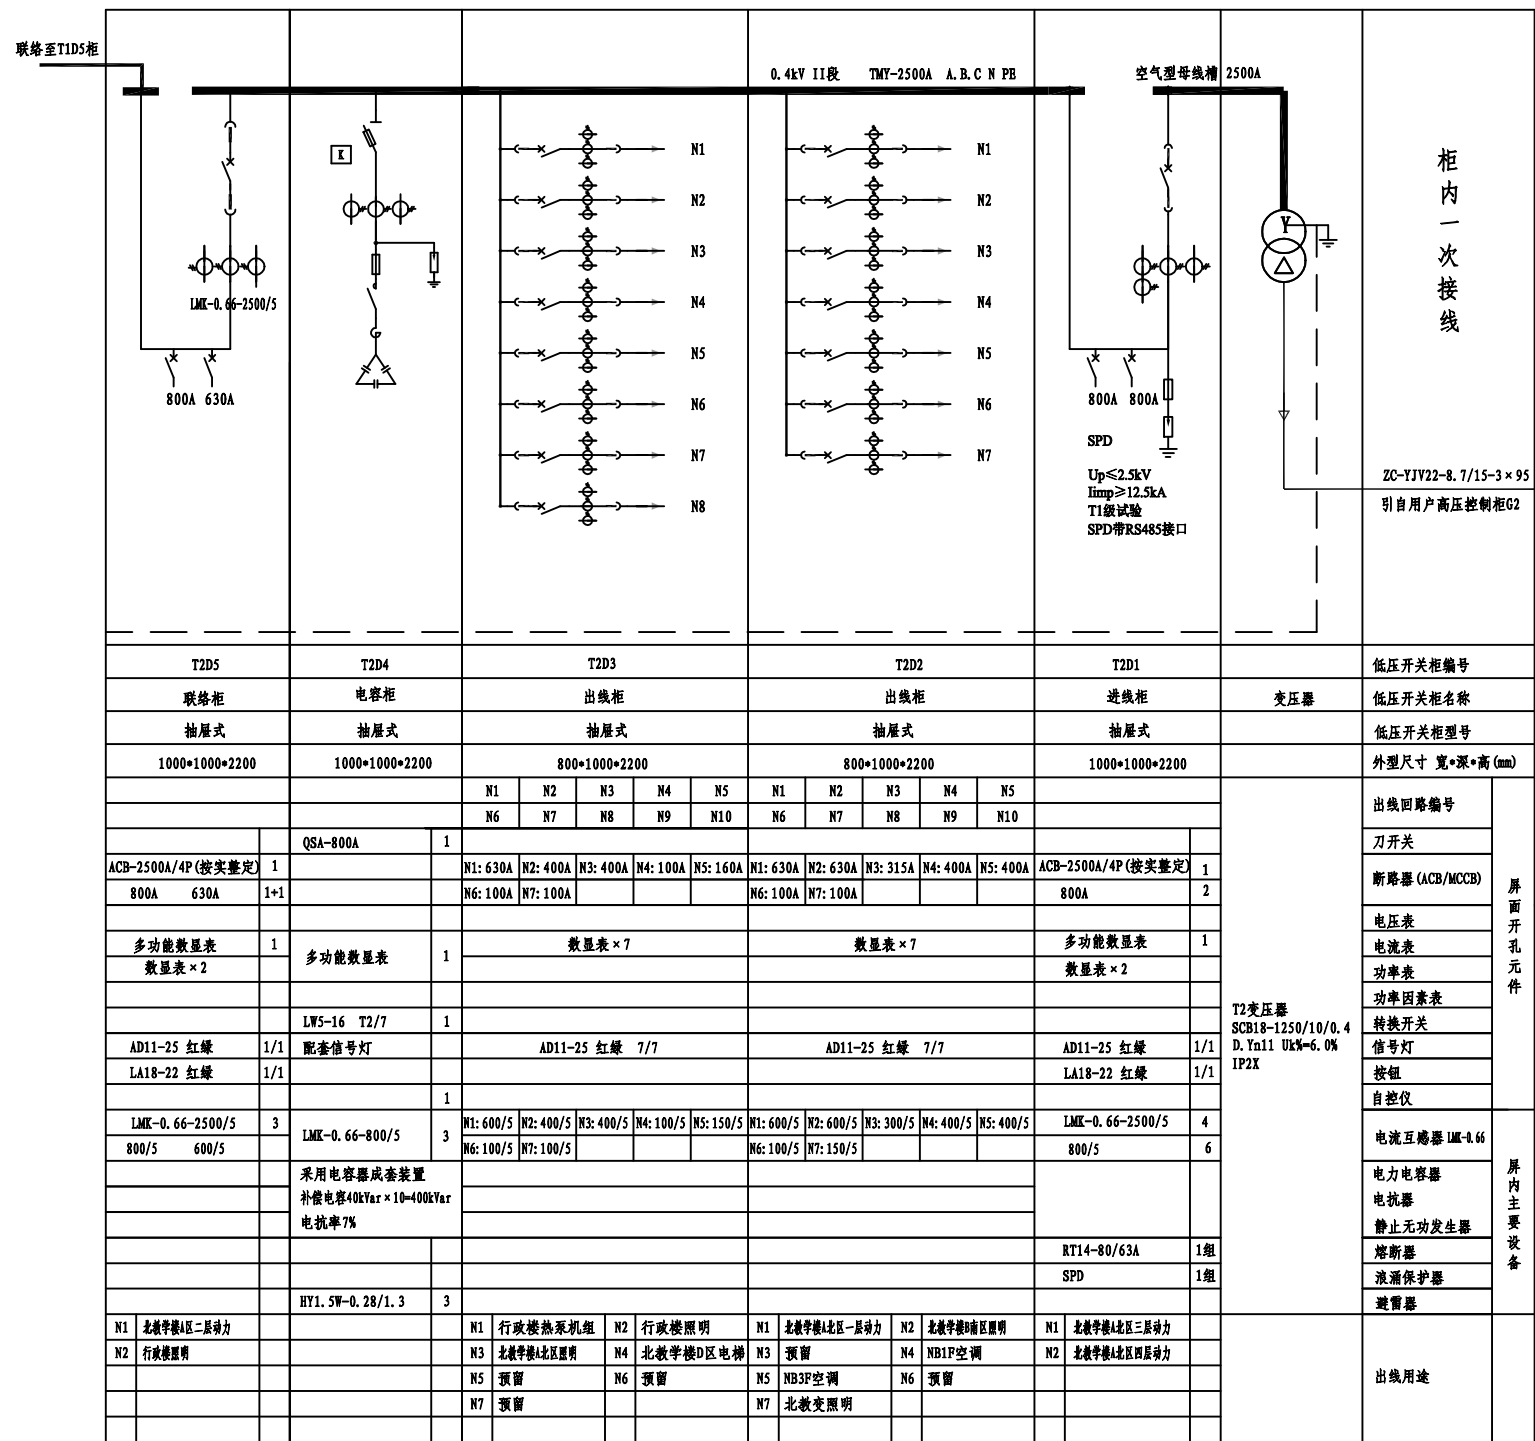 联络至T1D5柜
0.4kV II段 TMY-2500A A.B.C N PE
空气型母线槽 2500A
K
LMK-0.66-2500/5
800A 630A
N1
N2
N3
N4
N5
N6
N7
N8
N1
N2
N3
N4
N5
N6
N7
800A 800A
SPD
Up≤2.5kV
Iimp≥12.5kA
T1级试验
SPD带RS485接口
Y
柜内一次接线
ZC-YJV22-8.7/15-3×95
引自用户高压控制柜G2
T2D5 T2D4 T2D3 T2D2 T2D1 低压开关柜编号
联络柜 电容柜 出线柜 出线柜 进线柜 变压器 低压开关柜名称
抽屉式 抽屉式 抽屉式 抽屉式 抽屉式 低压开关柜型号
1000*1000*2200 1000*1000*2200 800*1000*2200 800*1000*2200 1000*1000*2200 外型尺寸 宽*深*高(mm)
N1 N2 N3 N4 N5 N1 N2 N3 N4 N5 出线回路编号
N6 N7 N8 N9 N10 N6 N7 N8 N9 N10
QSA-800A 1 刀开关
ACB-2500A/4P(按实整定) 1 N1:630A N2:400A N3:400A N4:100A N5:160A N1:630A N2:630A N3:315A N4:400A N5:400A ACB-2500A/4P(按实整定) 1 断路器(ACB/MCCB)
800A 630A 1+1 N6:100A N7:100A N6:100A N7:100A 800A 2
电压表
多功能数显表 1 多功能数显表 1 数显表×7 数显表×7 多功能数显表 1 电流表
数显表×2 数显表×2 功率表
功率因素表
屏面开孔元件
LW5-16 T2/7 1 转换开关
AD11-25 红绿 1/1 配套信号灯 AD11-25 红绿 7/7 AD11-25 红绿 7/7 AD11-25 红绿 1/1 信号灯
LA18-22 红绿 1/1 LA18-22 红绿 1/1 按钮
1 自控仪
T2变压器
SCB18-1250/10/0.4
D.Yn11 Uk%=6.0%
IP2X
LMK-0.66-2500/5 3 LMK-0.66-800/5 3 N1:600/5 N2:400/5 N3:400/5 N4:100/5 N5:150/5 N1:600/5 N2:600/5 N3:300/5 N4:400/5 N5:400/5 LMK-0.66-2500/5 4 电流互感器LMK-0.66
800/5 600/5 N6:100/5 N7:100/5 N6:100/5 N7:150/5 800/5 6
采用电容器成套装置 电力电容器
补偿电容40kVar×10=400kVar 电抗器
电抗率7% 静止无功发生器
屏内主要设备
RT14-80/63A 1组 熔断器
SPD 1组 浪涌保护器
HY1.5W-0.28/1.3 3 避雷器
N1 北教学楼A区二层动力 N1 行政楼热泵机组 N2 行政楼照明 N1 北教学楼A北区一层动力 N2 北教学楼B南区照明 N1 北教学楼A北区三层动力
N2 行政楼照明 N3 北教学楼A北区照明 N4 北教学楼D区电梯 N3 预留 N4 NB1F空调 N2 北教学楼A北区四层动力
N5 预留 N6 预留 N5 NB3F空调 N6 预留 出线用途
N7 预留 N7 北教变照明